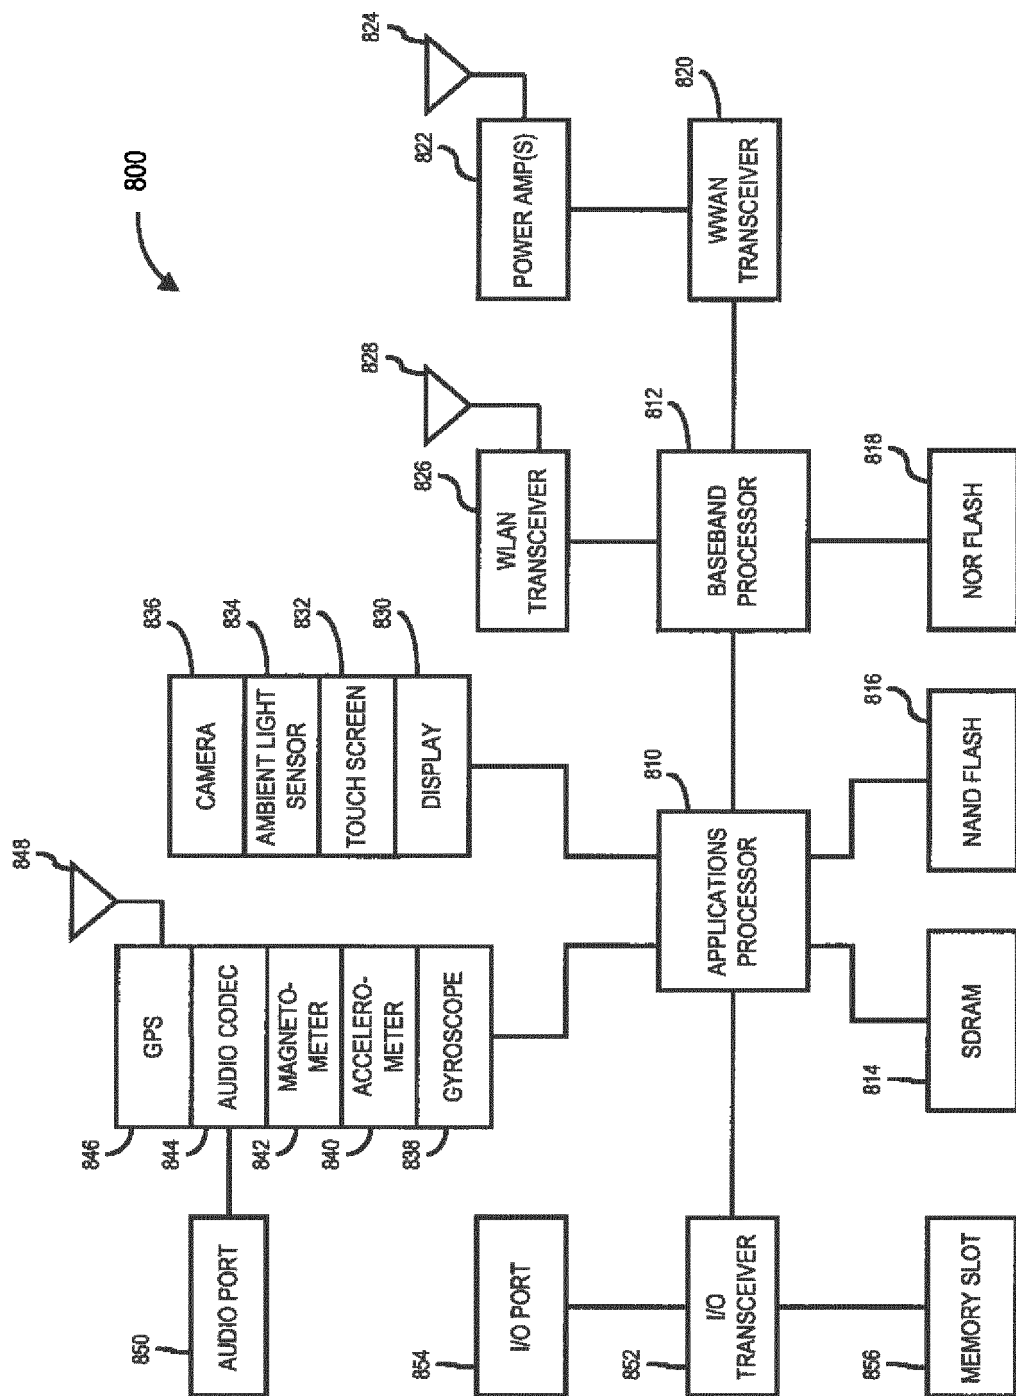 800
824
POWER AMP(S)
822
820
WWAN
TRANSCEIVER
828
WLAN
TRANSCEIVER
826
812
BASEBAND
PROCESSOR
818
NOR FLASH
836
834
832
830
CAMERA
AMBIENT LIGHT
SENSOR
TOUCH SCREEN
DISPLAY
810
APPLICATIONS
PROCESSOR
816
NAND FLASH
848
GPS
AUDIO CODEC
MAGNETO-
METER
ACCELERO-
METER
GYROSCOPE
846
844
842
840
838
SDRAM
814
AUDIO PORT
850
I/O PORT
854
I/O
TRANSCEIVER
852
MEMORY SLOT
856